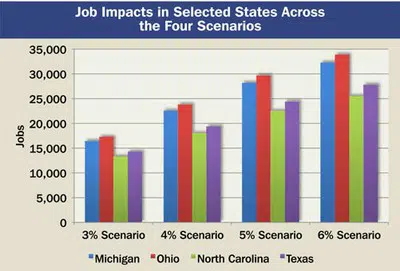 Job Impacts in Selected States Across
the Four Scenarios
35,000
30,000
25,000
20,000
15,000
10,000
5,000
0
Jobs
3% Scenario 4% Scenario 5% Scenario 6% Scenario
Michigan Ohio North Carolina Texas